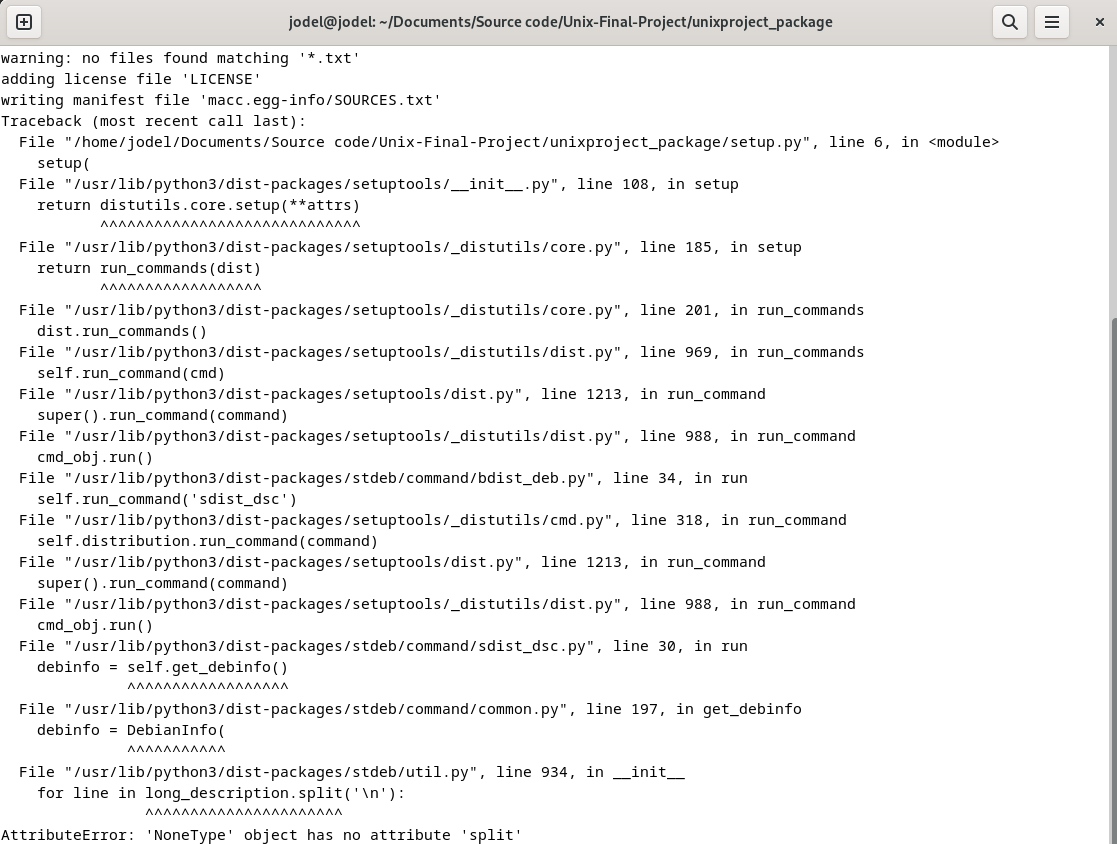 jodel@jodel: ~/Documents/Source code/Unix-Final-Project/unixproject_package
warning: no files found matching '*.txt'
adding license file 'LICENSE'
writing manifest file 'macc.egg-info/SOURCES.txt'
Traceback (most recent call last):
  File "/home/jodel/Documents/Source code/Unix-Final-Project/unixproject_package/setup.py", line 6, in <module>
    setup(
  File "/usr/lib/python3/dist-packages/setuptools/__init__.py", line 108, in setup
    return distutils.core.setup(**attrs)
           ^^^^^^^^^^^^^^^^^^^^^^^^^^^^^
  File "/usr/lib/python3/dist-packages/setuptools/_distutils/core.py", line 185, in setup
    return run_commands(dist)
           ^^^^^^^^^^^^^^^^^^
  File "/usr/lib/python3/dist-packages/setuptools/_distutils/core.py", line 201, in run_commands
    dist.run_commands()
  File "/usr/lib/python3/dist-packages/setuptools/_distutils/dist.py", line 969, in run_commands
    self.run_command(cmd)
  File "/usr/lib/python3/dist-packages/setuptools/dist.py", line 1213, in run_command
    super().run_command(command)
  File "/usr/lib/python3/dist-packages/setuptools/_distutils/dist.py", line 988, in run_command
    cmd_obj.run()
  File "/usr/lib/python3/dist-packages/stdeb/command/bdist_deb.py", line 34, in run
    self.run_command('sdist_dsc')
  File "/usr/lib/python3/dist-packages/setuptools/_distutils/cmd.py", line 318, in run_command
    self.distribution.run_command(command)
  File "/usr/lib/python3/dist-packages/setuptools/dist.py", line 1213, in run_command
    super().run_command(command)
  File "/usr/lib/python3/dist-packages/setuptools/_distutils/dist.py", line 988, in run_command
    cmd_obj.run()
  File "/usr/lib/python3/dist-packages/stdeb/command/sdist_dsc.py", line 30, in run
    debinfo = self.get_debinfo()
              ^^^^^^^^^^^^^^^^^^
  File "/usr/lib/python3/dist-packages/stdeb/command/common.py", line 197, in get_debinfo
    debinfo = DebianInfo(
              ^^^^^^^^^^^
  File "/usr/lib/python3/dist-packages/stdeb/util.py", line 934, in __init__
    for line in long_description.split('\n'):
                ^^^^^^^^^^^^^^^^^^^^^^
AttributeError: 'NoneType' object has no attribute 'split'